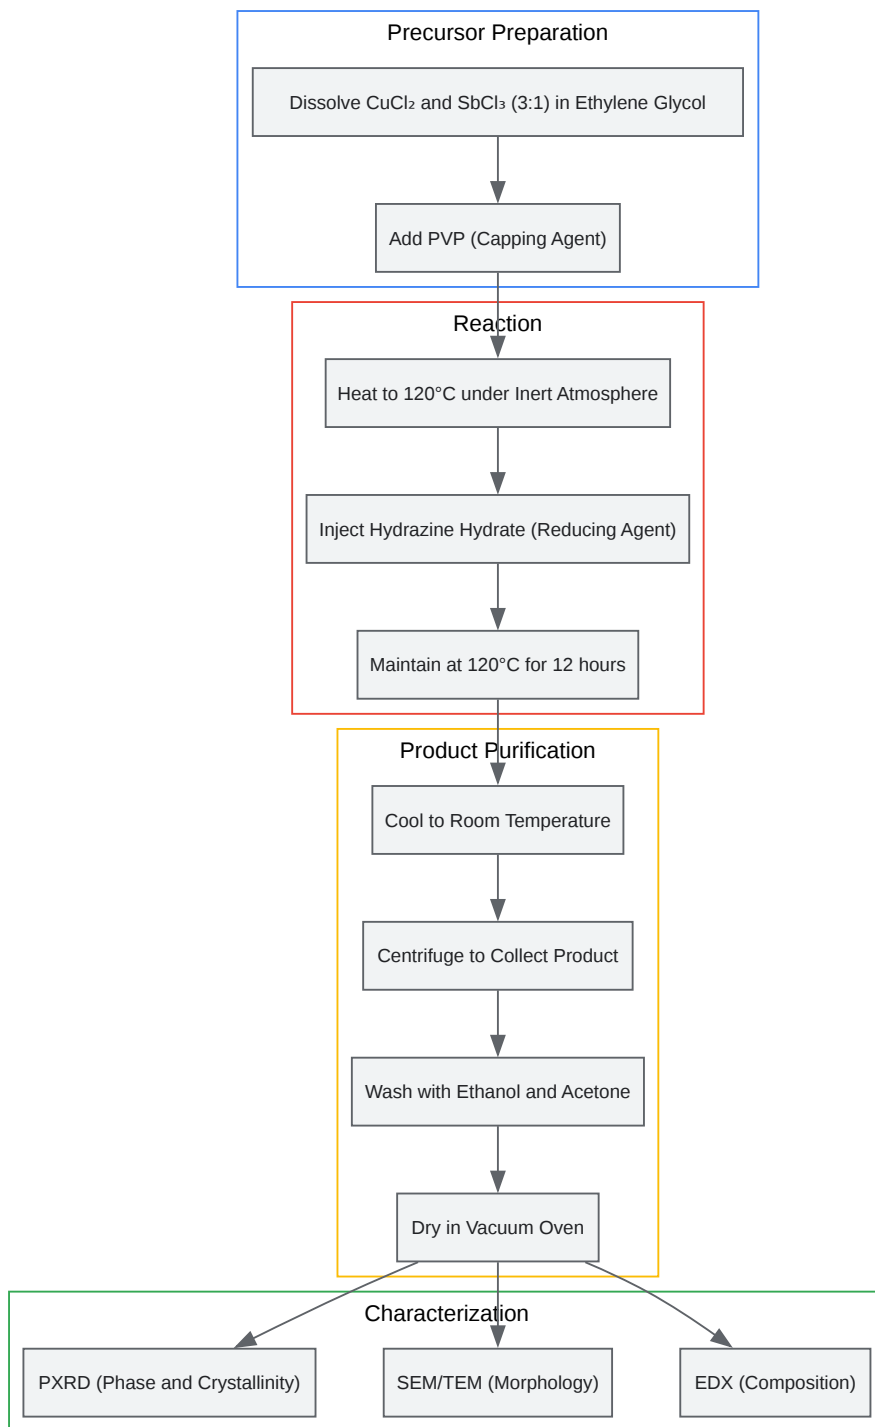 Precursor Preparation
Dissolve CuCl₂ and SbCl₃ (3:1) in Ethylene Glycol
Add PVP (Capping Agent)
Reaction
Heat to 120°C under Inert Atmosphere
Inject Hydrazine Hydrate (Reducing Agent)
Maintain at 120°C for 12 hours
Product Purification
Cool to Room Temperature
Centrifuge to Collect Product
Wash with Ethanol and Acetone
Dry in Vacuum Oven
Characterization
PXRD (Phase and Crystallinity)
SEM/TEM (Morphology)
EDX (Composition)